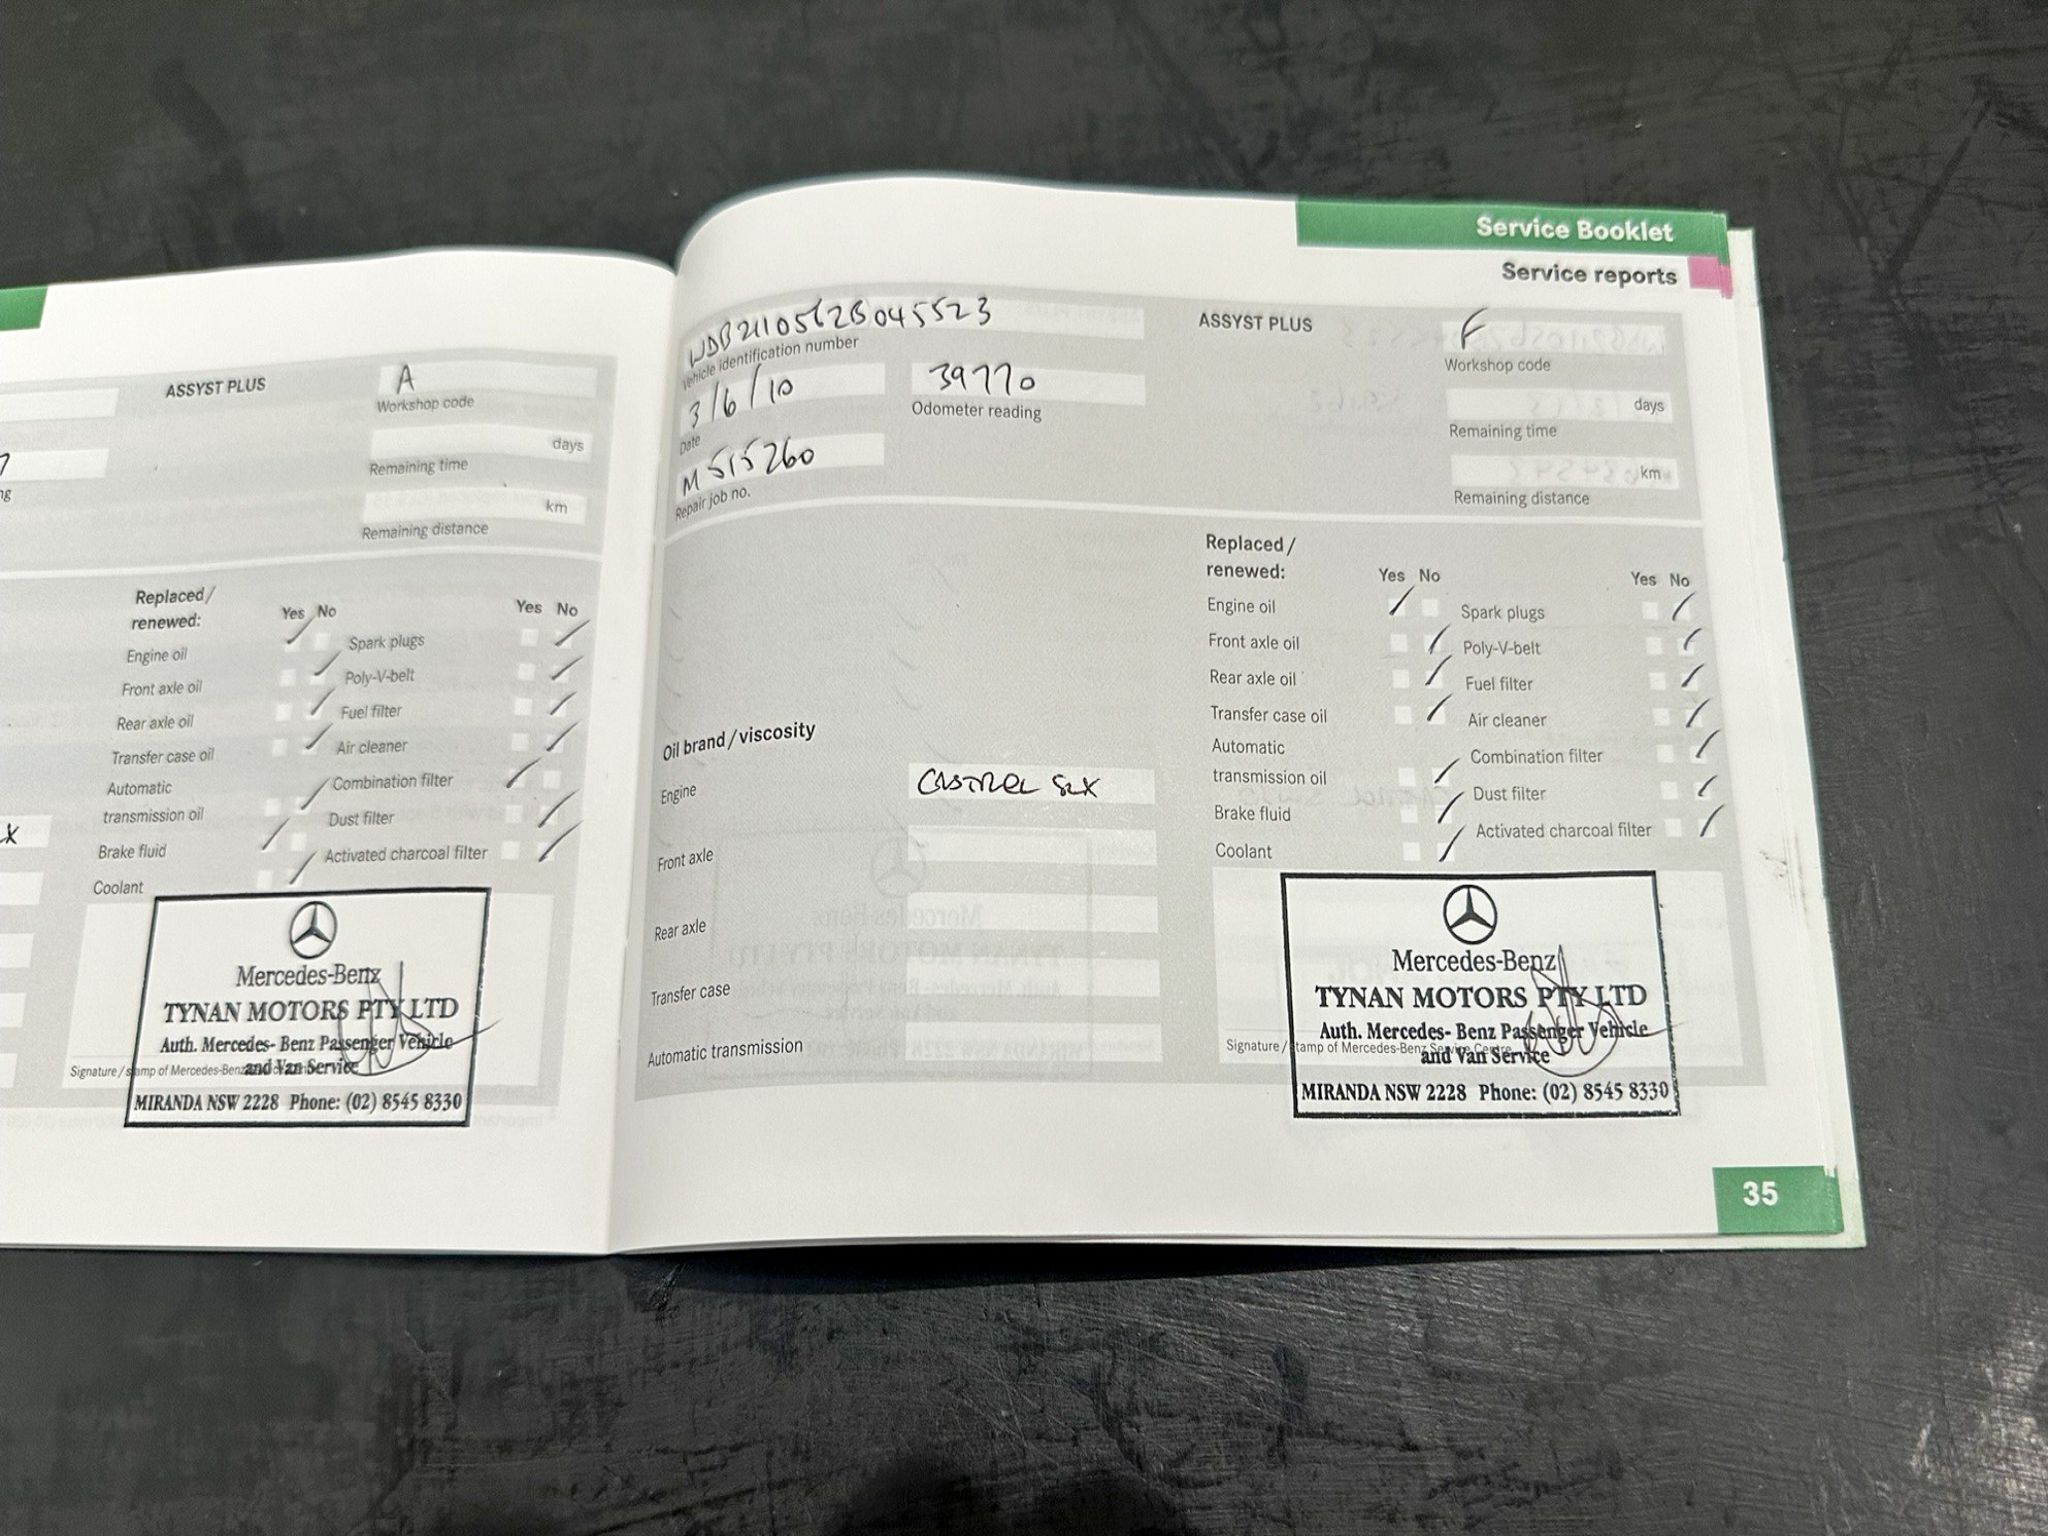 ASSYST PLUS
A
Workshop code
days
Remaining time
km
Remaining distance
Replaced/
renewed:
Yes No
Yes No
Engine oil
Spark plugs
Front axle oil
Poly-V-belt
Rear axle oil
Fuel filter
Transfer case oil
Air cleaner
Automatic
transmission oil
Combination filter
Dust filter
Brake fluid
Activated charcoal filter
Coolant
Mercedes-Benz
TYNAN MOTORS PTY LTD
Auth. Mercedes- Benz Passenger Vehicle
and Van Service
Signature / stamp of Mercedes-Benz
MIRANDA NSW 2228 Phone: (02) 8545 8330
Service Booklet
Service reports
WDB2110562B045523
Vehicle identification number
3/6/10
Date
39770
Odometer reading
M 515260
Repair job no.
ASSYST PLUS
F
Workshop code
days
Remaining time
km
Remaining distance
Oil brand / viscosity
Engine
CASTROL SLX
Front axle
Rear axle
Transfer case
Automatic transmission
Replaced /
renewed:
Yes No
Yes No
Engine oil
Spark plugs
Front axle oil
Poly-V-belt
Rear axle oil
Fuel filter
Transfer case oil
Air cleaner
Automatic
transmission oil
Combination filter
Dust filter
Brake fluid
Activated charcoal filter
Coolant
Mercedes-Benz
TYNAN MOTORS PTY LTD
Auth. Mercedes- Benz Passenger Vehicle
and Van Service
Signature / stamp of Mercedes-Benz Service Centre
MIRANDA NSW 2228 Phone: (02) 8545 8330
35